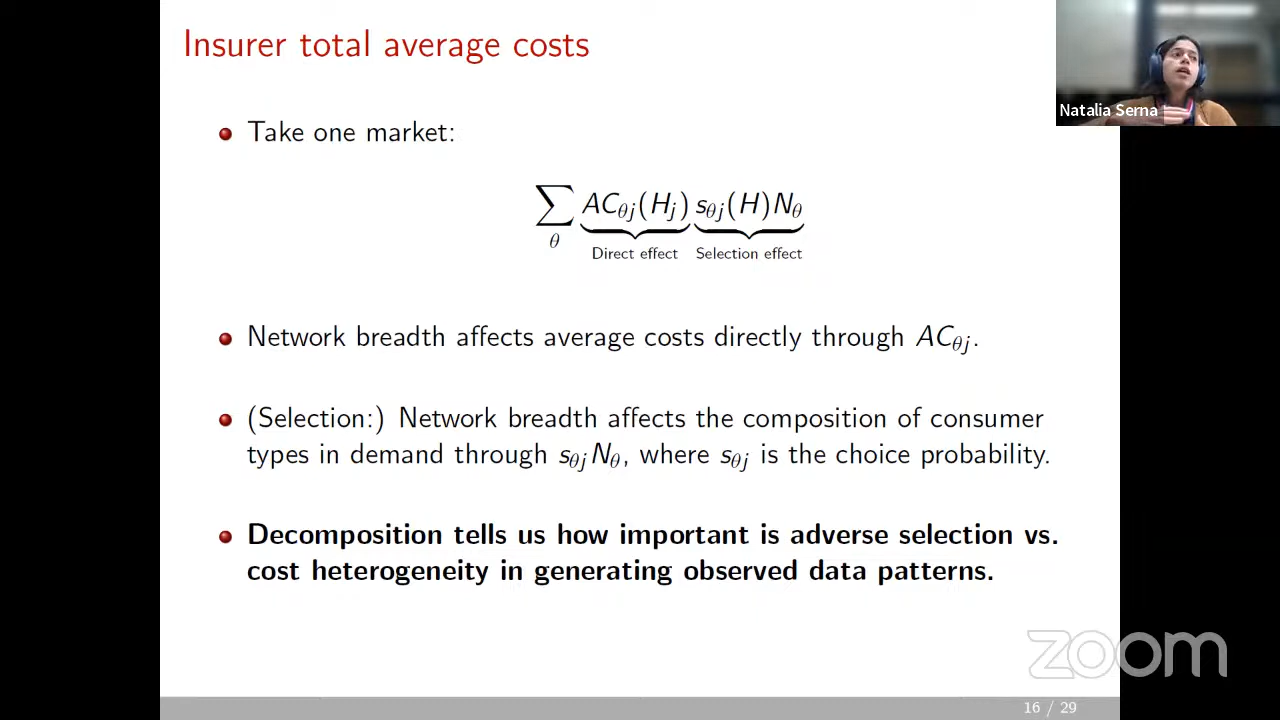 Insurer total average costs
Natalia Serna
Take one market:
∑_θ AC_θj(H_j) s_θj(H)N_θ
Direct effect Selection effect
Network breadth affects average costs directly through AC_θj.
(Selection:) Network breadth affects the composition of consumer
types in demand through s_θj N_θ, where s_θj is the choice probability.
Decomposition tells us how important is adverse selection vs.
cost heterogeneity in generating observed data patterns.
zoom
16 / 29